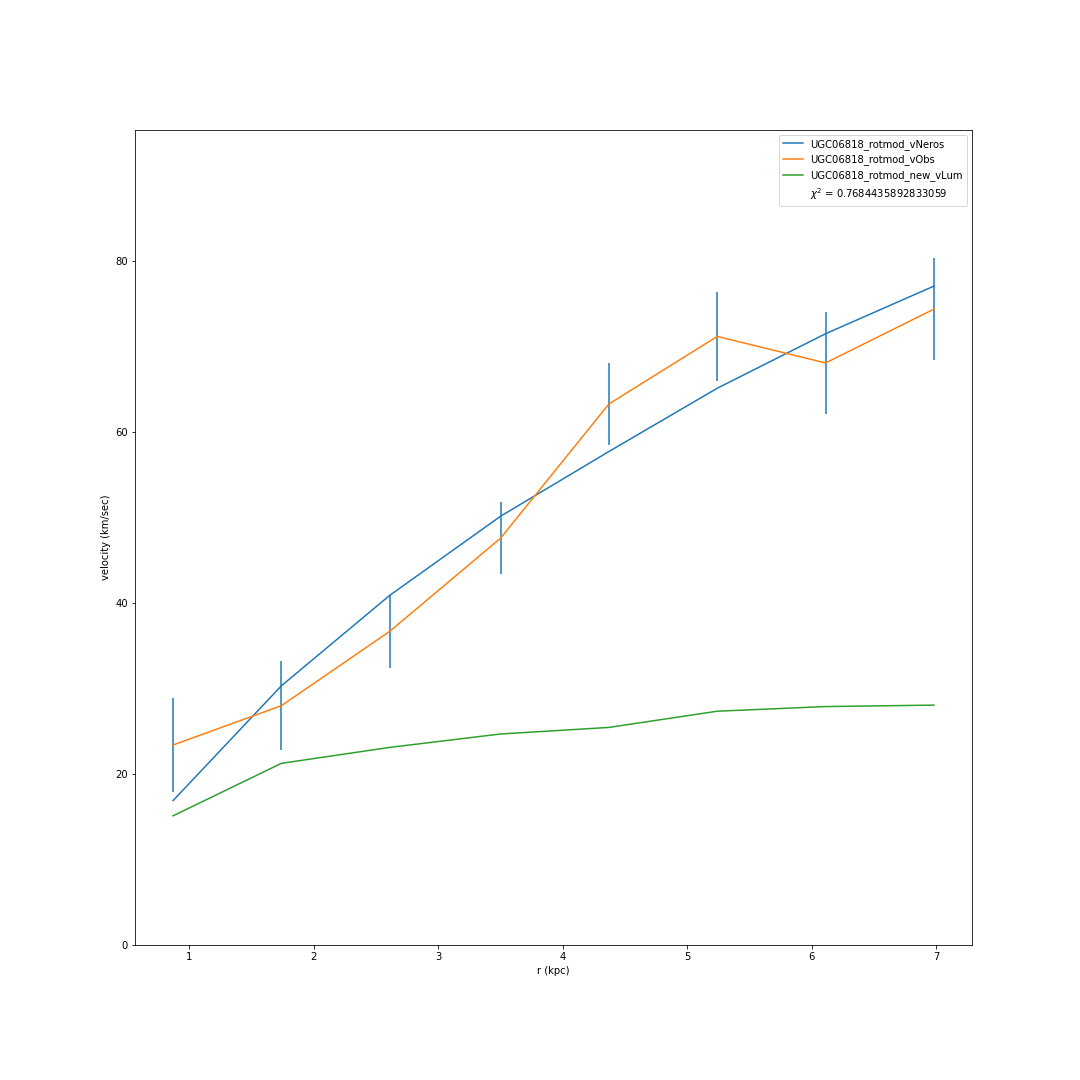 UGC06818_rotmod_vNeros
UGC06818_rotmod_vObs
UGC06818_rotmod_new_vLum
χ² = 0.7684435892833059
80
60
40
20
0
velocity (km/sec)
1 2 3 4 5 6 7
r (kpc)